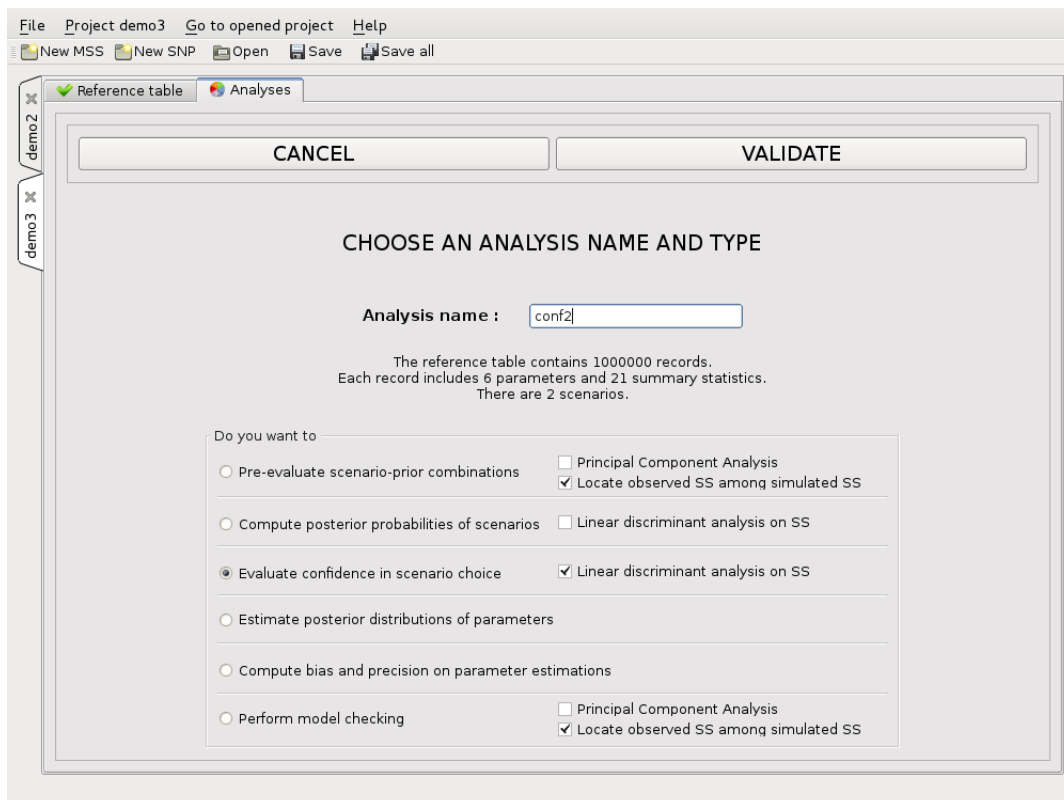 File Project demo3 Go to opened project Help
New MSS New SNP Open Save Save all
demo2
demo3
Reference table Analyses
CANCEL VALIDATE
CHOOSE AN ANALYSIS NAME AND TYPE
Analysis name : conf2
The reference table contains 1000000 records.
Each record includes 6 parameters and 21 summary statistics.
There are 2 scenarios.
Do you want to
Pre-evaluate scenario-prior combinations
Principal Component Analysis
Locate observed SS among simulated SS
Compute posterior probabilities of scenarios Linear discriminant analysis on SS
Evaluate confidence in scenario choice Linear discriminant analysis on SS
Estimate posterior distributions of parameters
Compute bias and precision on parameter estimations
Perform model checking
Principal Component Analysis
Locate observed SS among simulated SS